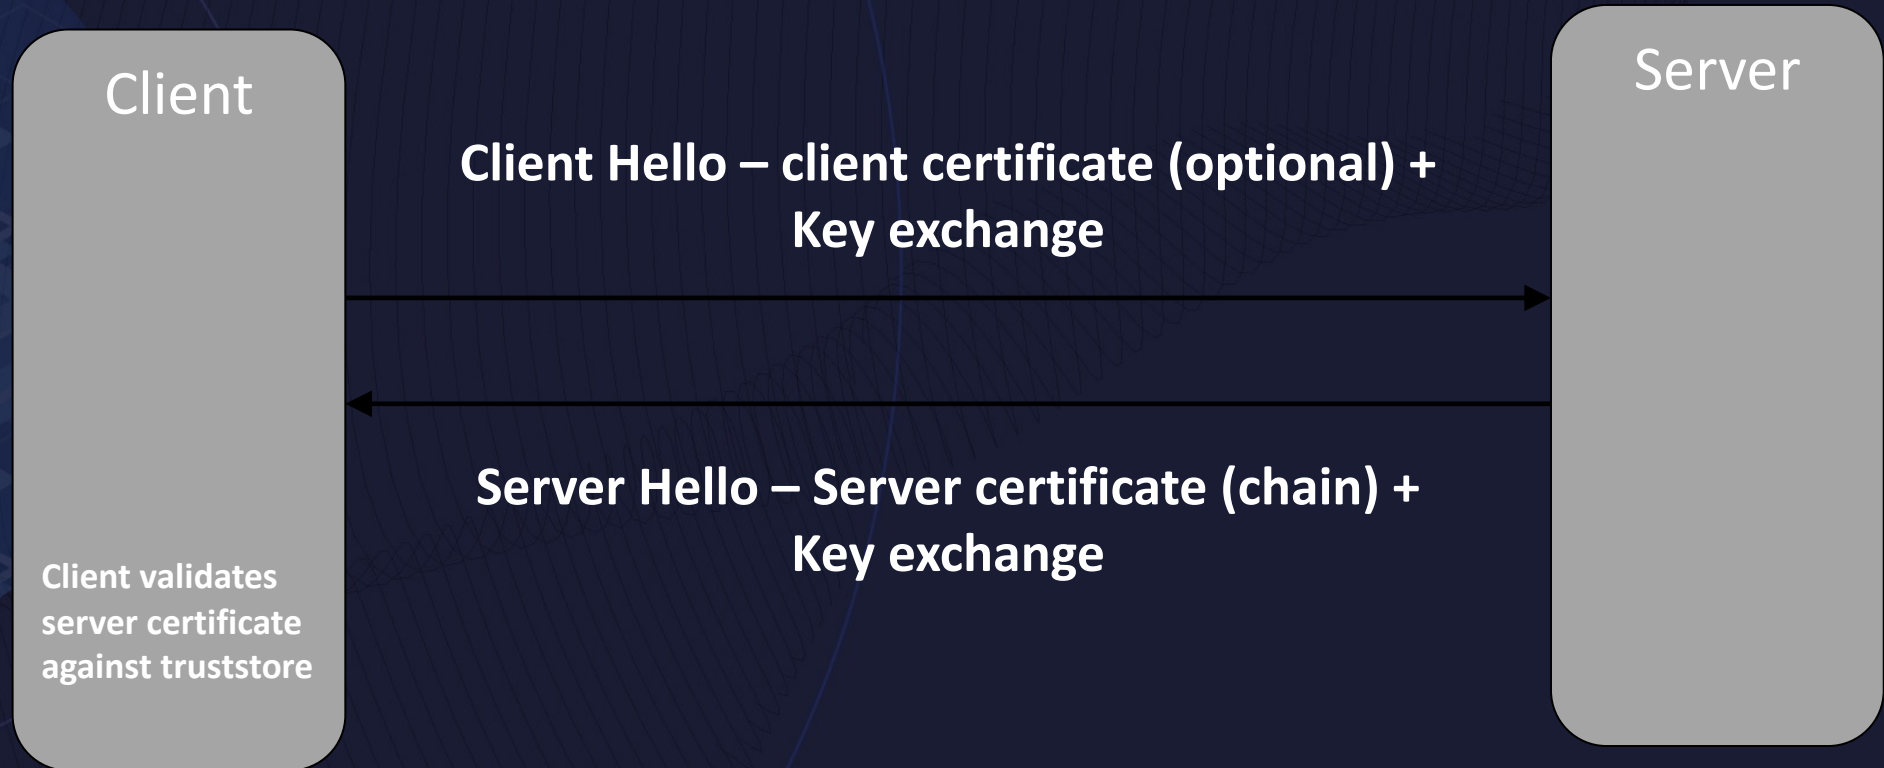 Client
Server
Client Hello – client certificate (optional) +
Key exchange
Server Hello – Server certificate (chain) +
Key exchange
Client validates
server certificate
against truststore